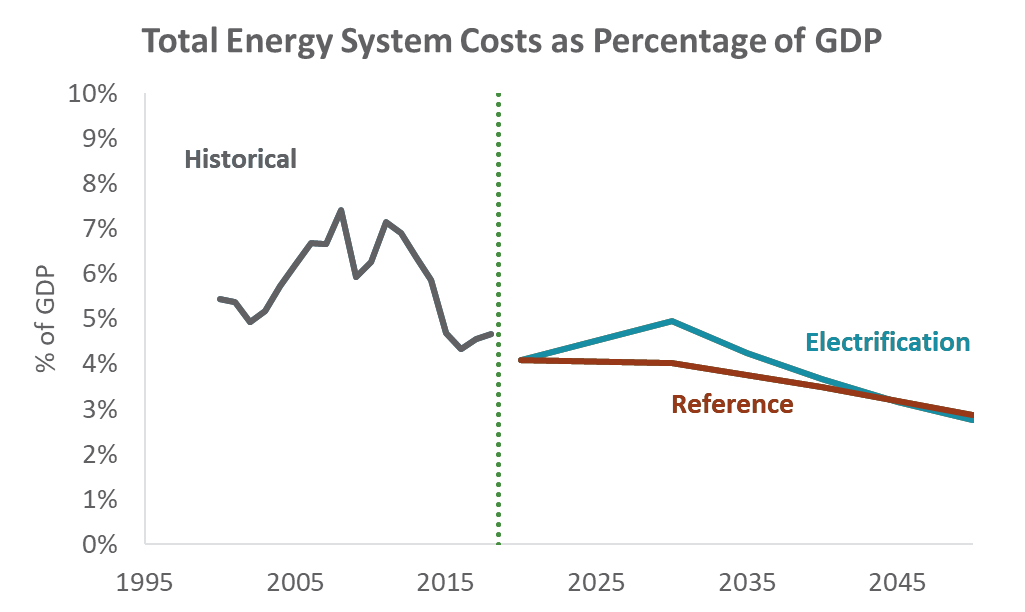 Total Energy System Costs as Percentage of GDP
10%
9%
Historical
8%
7%
6%
% of GDP
5%
Electrification
4%
Reference
3%
2%
1%
0%
1995 2005 2015 2025 2035 2045